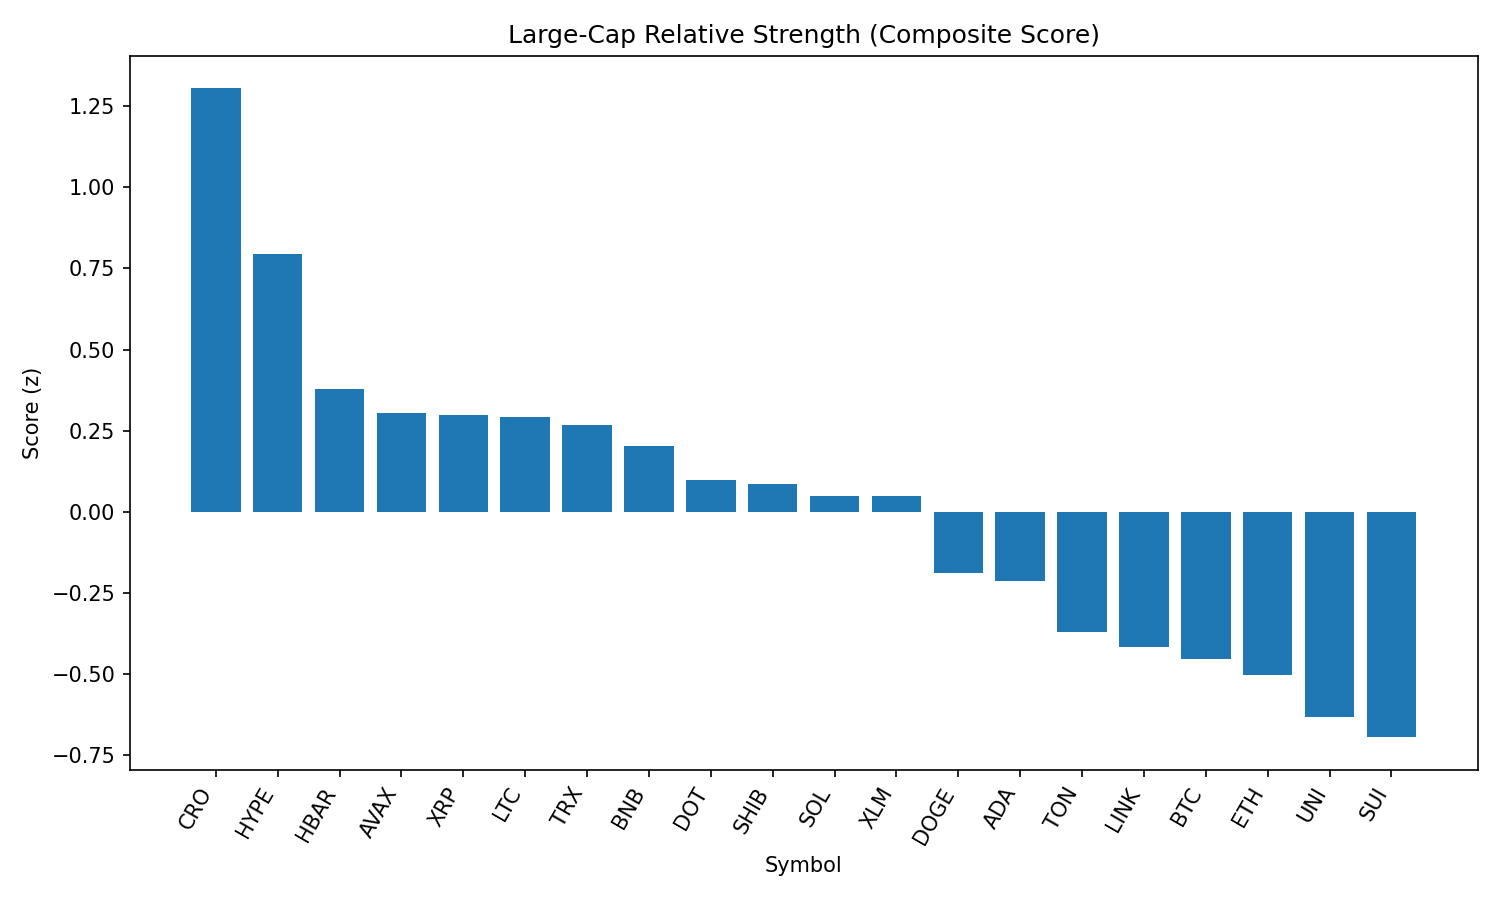 Large-Cap Relative Strength (Composite Score)
Score (z)
1.25
1.00
0.75
0.50
0.25
0.00
−0.25
−0.50
−0.75
CRO
HYPE
HBAR
AVAX
XRP
LTC
TRX
BNB
DOT
SHIB
SOL
XLM
DOGE
ADA
TON
LINK
BTC
ETH
UNI
SUI
Symbol